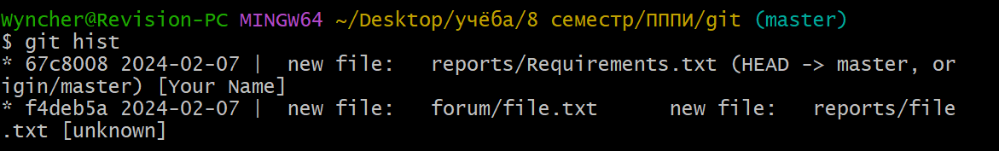 Wyncher@Revision-PC MINGW64 ~/Desktop/учёба/8 семестр/ПППИ/git (master)
$ git hist
* 67c8008 2024-02-07 |  new file:   reports/Requirements.txt (HEAD -> master, or
igin/master) [Your Name]
* f4deb5a 2024-02-07 |  new file:   forum/file.txt      new file:   reports/file
.txt [unknown]